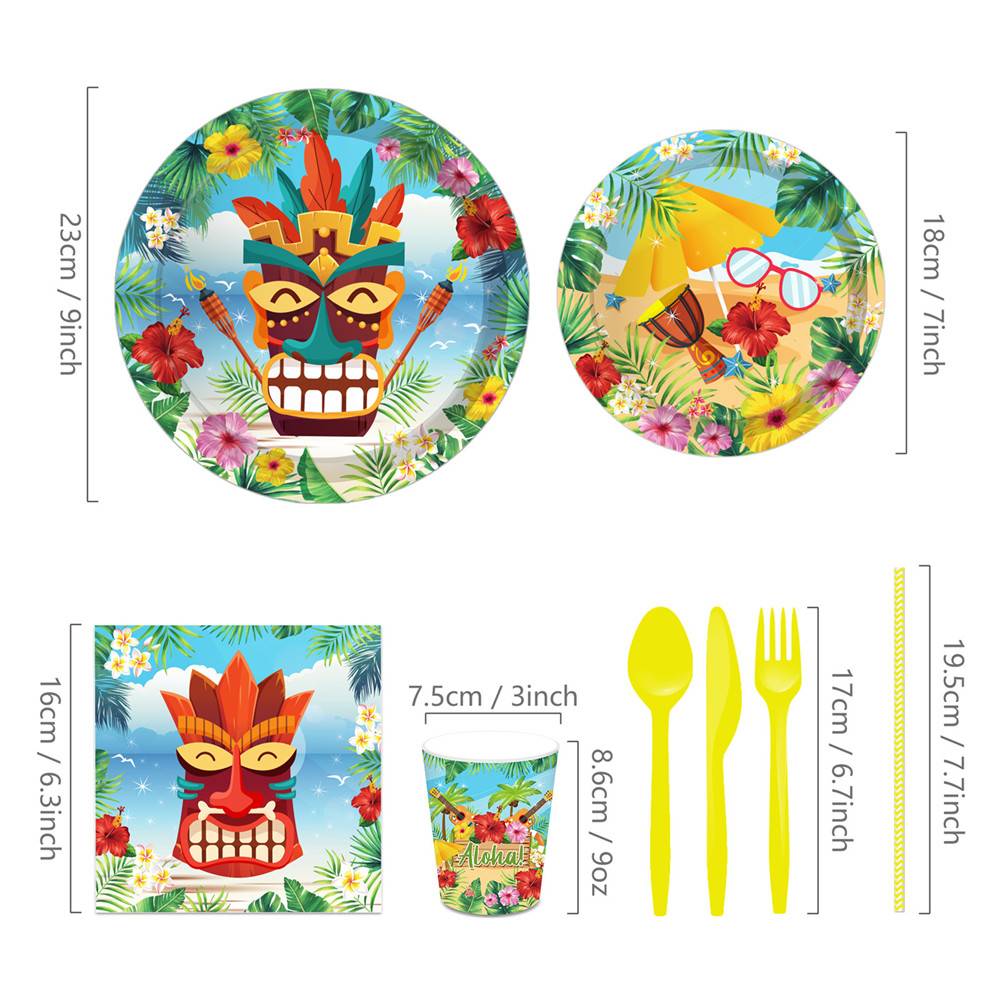 23cm / 9inch
18cm / 7inch
16cm / 6.3inch
7.5cm / 3inch
8.6cm / 9oz
Aloha!
17cm / 6.7inch
19.5cm / 7.7inch